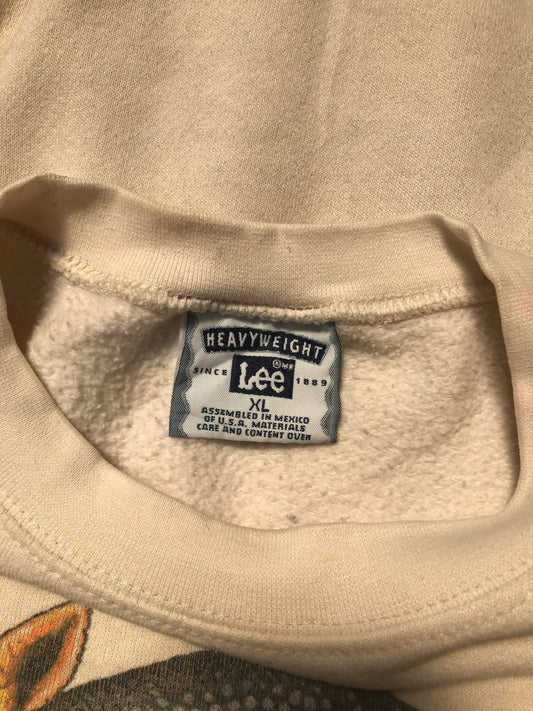 HEAVYWEIGHT
SINCE Lee ®MR 1889
XL
ASSEMBLED IN MEXICO
OF U.S.A. MATERIALS
CARE AND CONTENT OVER